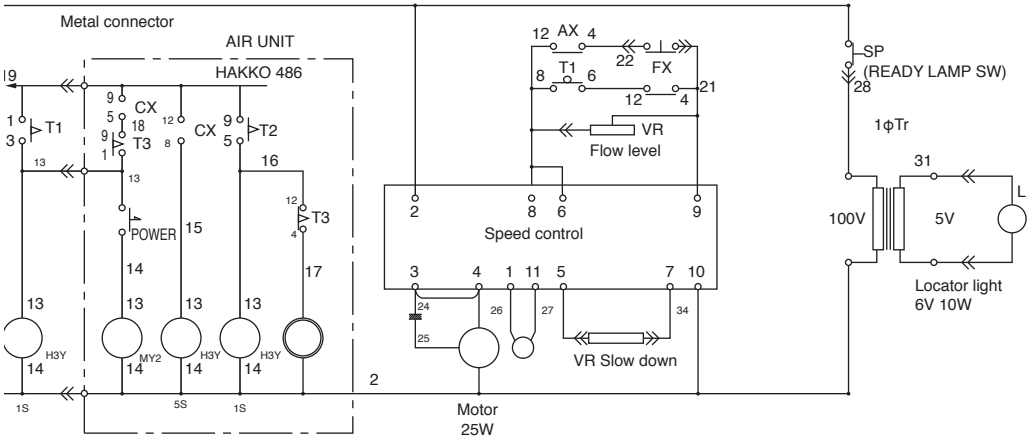 Metal connector
AIR UNIT
HAKKO 486
19
1
3
T1
13
9
5
CX
18
9
1
T3
13
4
POWER
14
12
8
CX
15
9
5
T2
16
12
4
T3
17
13
14
H3Y
1S
13
14
MY2
13
14
H3Y
5S
13
14
H3Y
1S
2
12
AX
4
22
FX
8
T1
6
12
4
21
VR
Flow level
2
8
6
9
Speed control
3
4
1
11
5
7
10
24
25
26
27
34
VR Slow down
Motor
25W
SP
(READY LAMP SW)
28
1ϕTr
100V
5V
31
L
Locator light
6V 10W